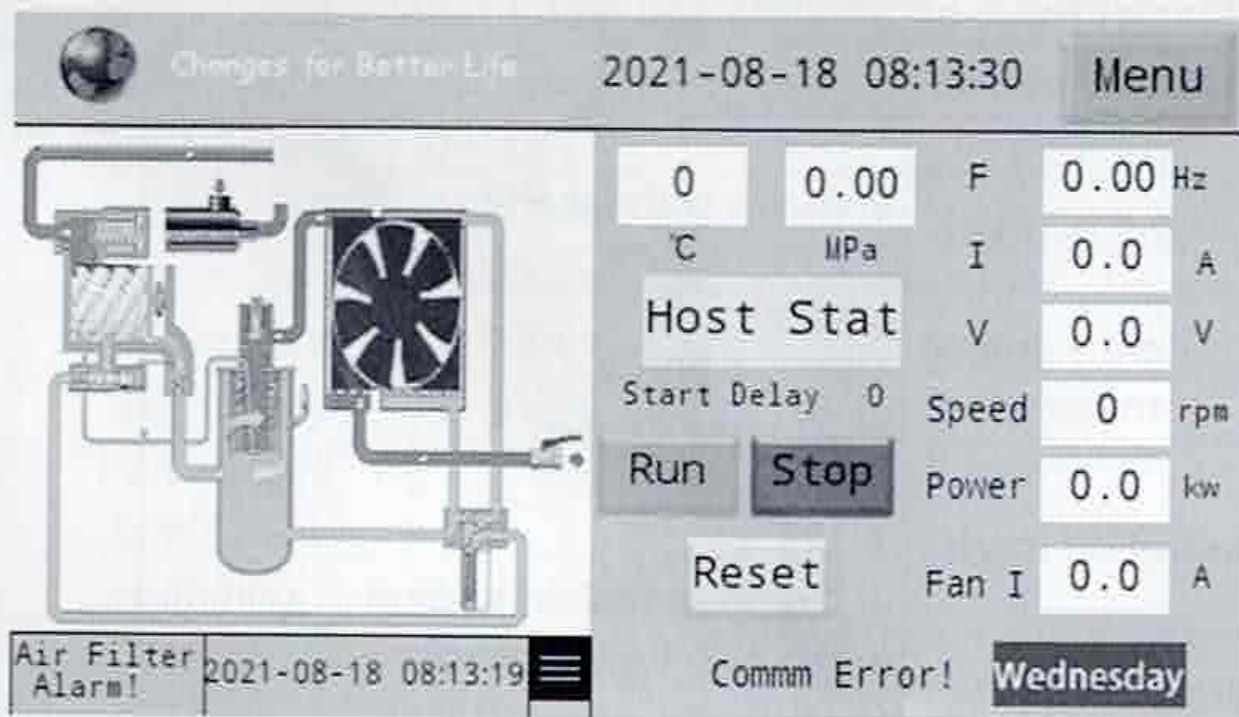 Changes for Better Life
2021-08-18 08:13:30
Menu
0
0.00
F
0.00 Hz
℃
MPa
I
0.0
A
Host Stat
V
0.0
V
Start Delay 0
Speed
0
rpm
Run
Stop
Power
0.0
kw
Reset
Fan I
0.0
A
Air Filter
Alarm!
2021-08-18 08:13:19
Commm Error!
Wednesday